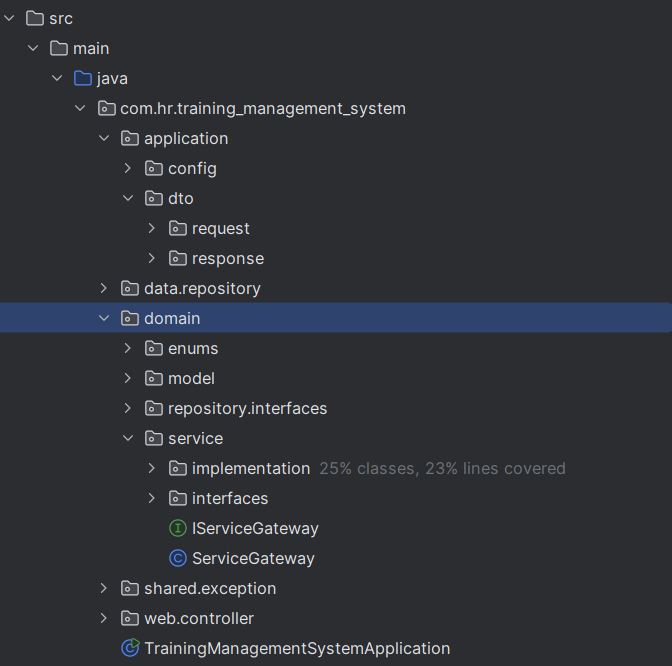 src
main
java
com.hr.training_management_system
application
config
dto
request
response
data.repository
domain
enums
model
repository.interfaces
service
implementation 25% classes, 23% lines covered
interfaces
I IServiceGateway
C ServiceGateway
shared.exception
web.controller
C TrainingManagementSystemApplication